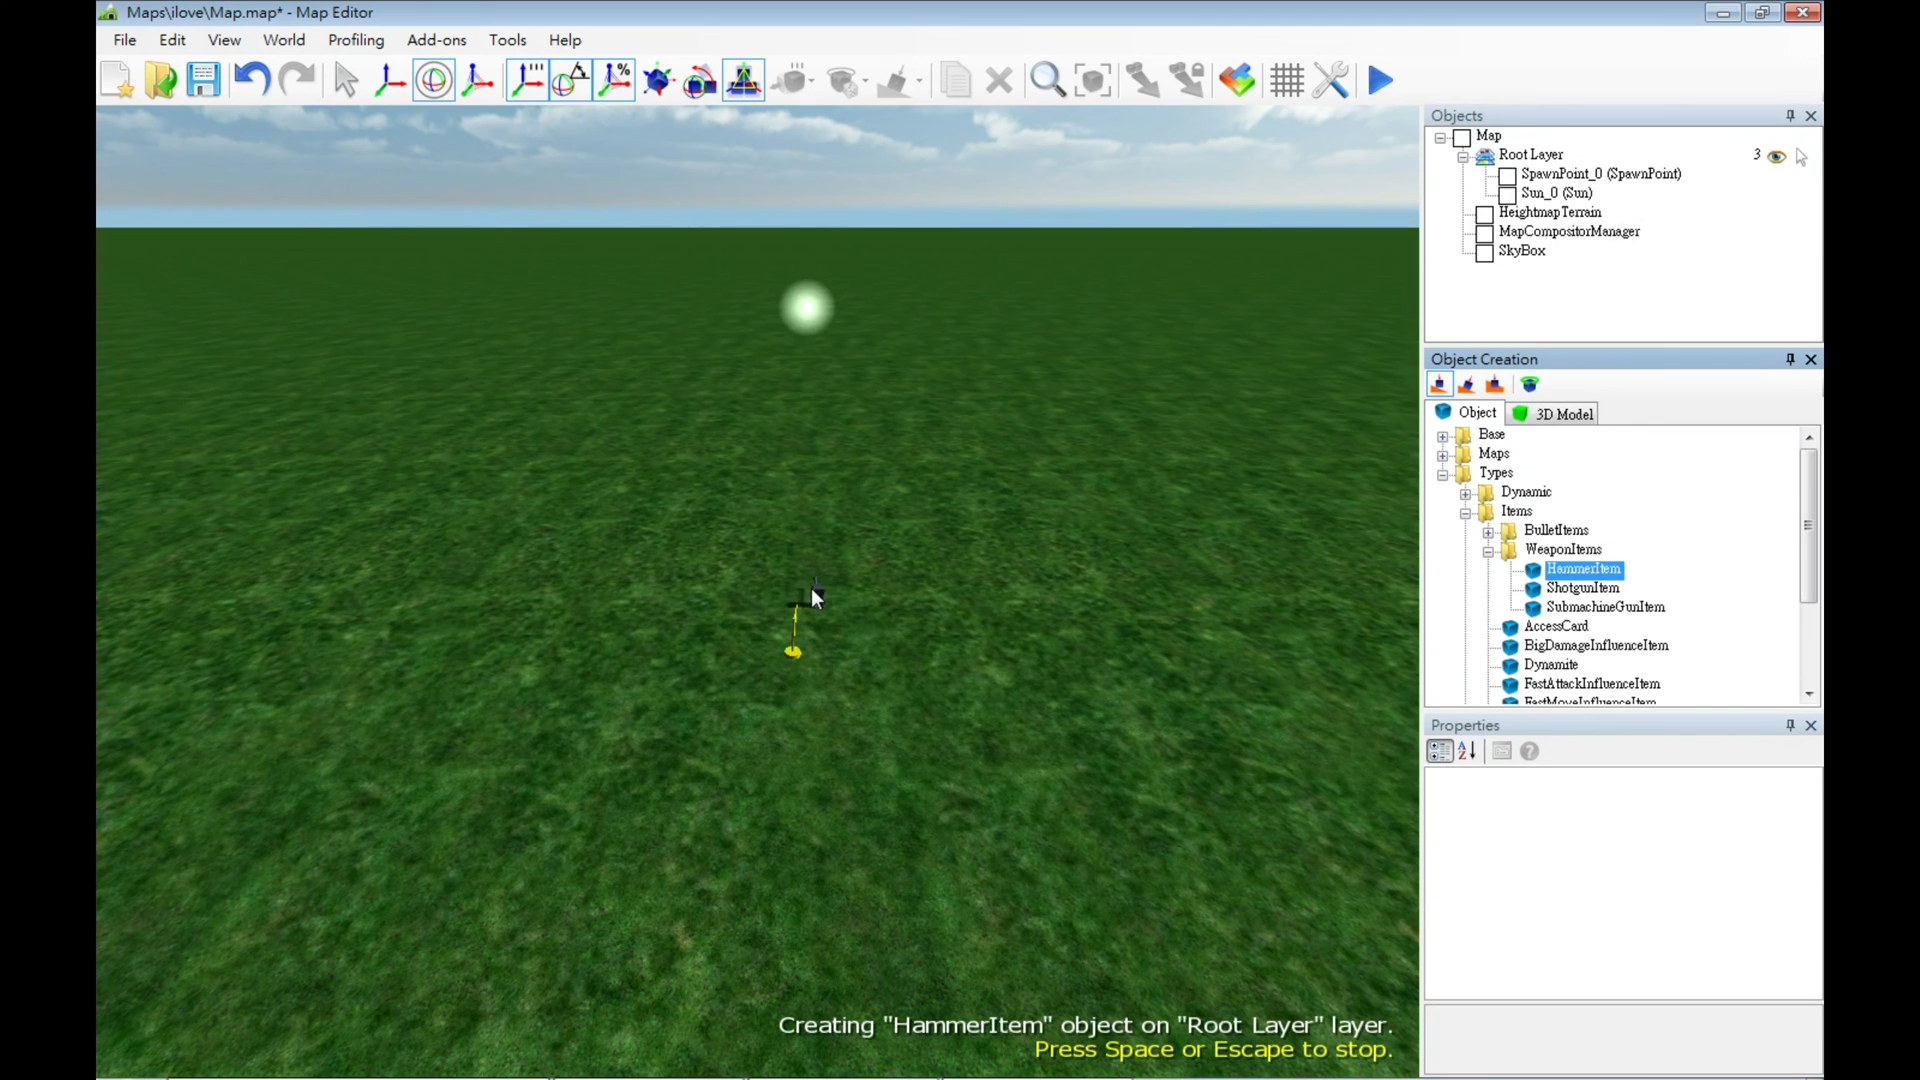 Maps\ilove\Map.map* - Map Editor
File Edit View World Profiling Add-ons Tools Help
Objects
Map
Root Layer 3
SpawnPoint_0 (SpawnPoint)
Sun_0 (Sun)
HeightmapTerrain
MapCompositorManager
SkyBox
Object Creation
Object 3D Model
Base
Maps
Types
Dynamic
Items
BulletItems
WeaponItems
HammerItem
ShotgunItem
SubmachineGunItem
AccessCard
BigDamageInfluenceItem
Dynamite
FastAttackInfluenceItem
FastMoveInfluenceItem
Properties
Creating "HammerItem" object on "Root Layer" layer.
Press Space or Escape to stop.